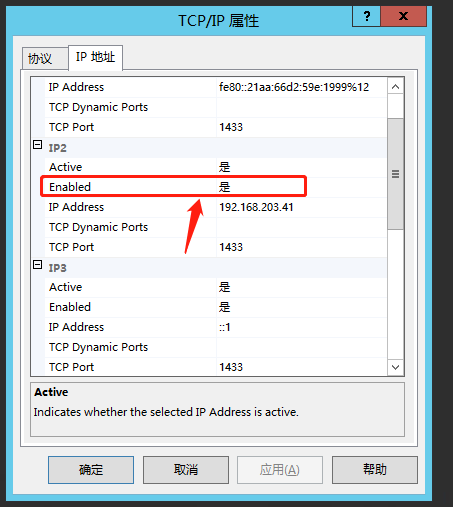 TCP/IP 属性
?
x
协议
IP 地址
IP Address fe80::21aa:66d2:59e:1999%12
TCP Dynamic Ports
TCP Port 1433
IP2
Active 是
Enabled 是
IP Address 192.168.203.41
TCP Dynamic Ports
TCP Port 1433
IP3
Active 是
Enabled 是
IP Address ::1
TCP Dynamic Ports
TCP Port 1433
Active
Indicates whether the selected IP Address is active.
确定 取消 应用(A) 帮助